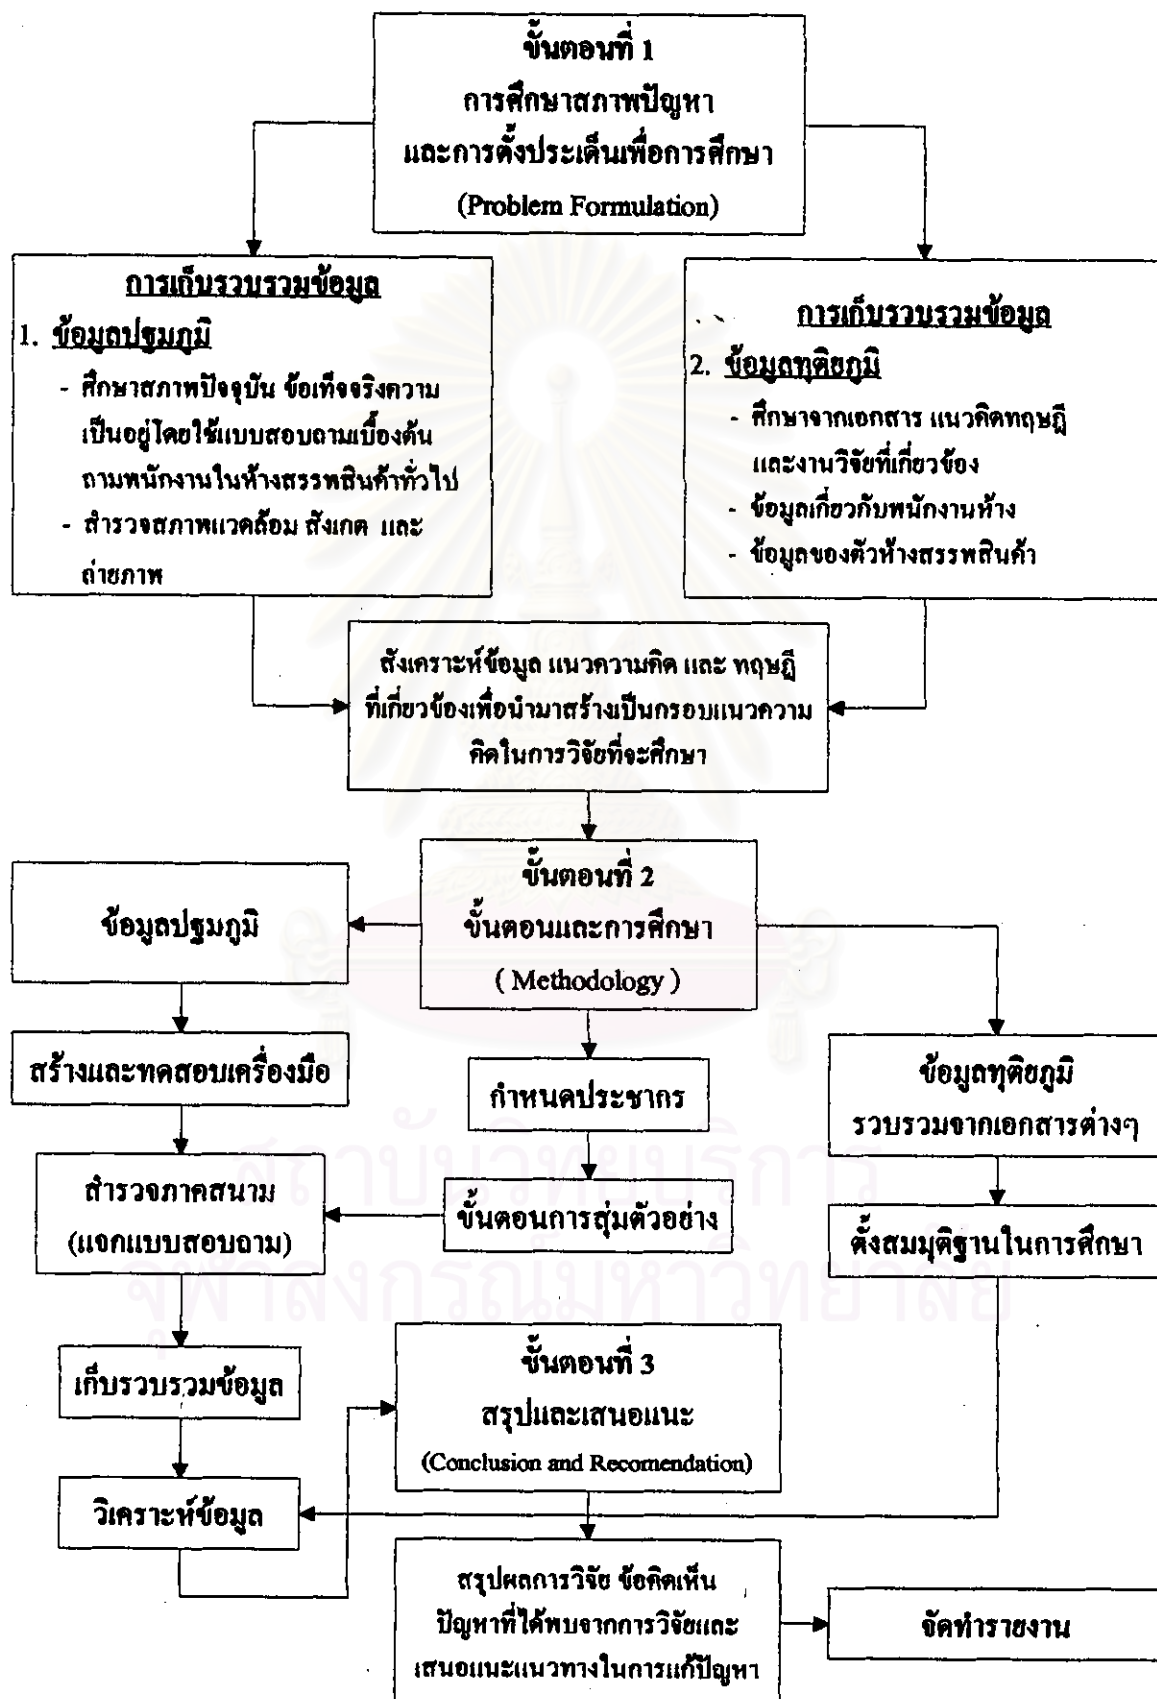 ขั้นตอนที่ 1
การศึกษาสภาพปัญหา
และการตั้งประเด็นเพื่อการศึกษา
(Problem Formulation)
การเก็บรวบรวมข้อมูล
1. ข้อมูลปฐมภูมิ
- ศึกษาสภาพปัจจุบัน ข้อเท็จจริงความ
เป็นอยู่โดยใช้แบบสอบถามเบื้องต้น
ถามพนักงานในห้างสรรพสินค้าทั่วไป
- สำรวจสภาพแวดล้อม สังเกต และ
ถ่ายภาพ
การเก็บรวบรวมข้อมูล
2. ข้อมูลทุติยภูมิ
- ศึกษาจากเอกสาร แนวคิดทฤษฎี
และงานวิจัยที่เกี่ยวข้อง
- ข้อมูลเกี่ยวกับพนักงานห้าง
- ข้อมูลของตัวห้างสรรพสินค้า
สังเคราะห์ข้อมูล แนวความคิด และ ทฤษฎี
ที่เกี่ยวข้องเพื่อนำมาสร้างเป็นกรอบแนวความ
คิดในการวิจัยที่จะศึกษา
ขั้นตอนที่ 2
ขั้นตอนและการศึกษา
( Methodology )
ข้อมูลปฐมภูมิ
สร้างและทดสอบเครื่องมือ
กำหนดประชากร
ข้อมูลทุติยภูมิ
รวบรวมจากเอกสารต่างๆ
สำรวจภาคสนาม
(แจกแบบสอบถาม)
ขั้นตอนการสุ่มตัวอย่าง
ตั้งสมมุติฐานในการศึกษา
สถาบันวิทยบริการ
จุฬาลงกรณ์มหาวิทยาลัย
เก็บรวบรวมข้อมูล
ขั้นตอนที่ 3
สรุปและเสนอแนะ
(Conclusion and Recomendation)
วิเคราะห์ข้อมูล
สรุปผลการวิจัย ข้อคิดเห็น
ปัญหาที่ได้พบจากการวิจัยและ
เสนอแนะแนวทางในการแก้ปัญหา
จัดทำรายงาน